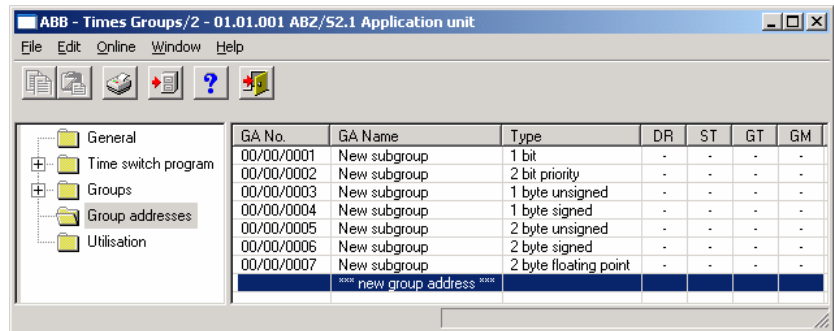 ABB - Times Groups/2 - 01.01.001 ABZ/S2.1 Application unit
File Edit Online Window Help
General
Time switch program
Groups
Group addresses
Utilisation
GA No. GA Name Type DR ST GT GM
00/00/0001 New subgroup 1 bit - - - -
00/00/0002 New subgroup 2 bit priority - - - -
00/00/0003 New subgroup 1 byte unsigned - - - -
00/00/0004 New subgroup 1 byte signed - - - -
00/00/0005 New subgroup 2 byte unsigned - - - -
00/00/0006 New subgroup 2 byte signed - - - -
00/00/0007 New subgroup 2 byte floating point - - - -
*** new group address ***